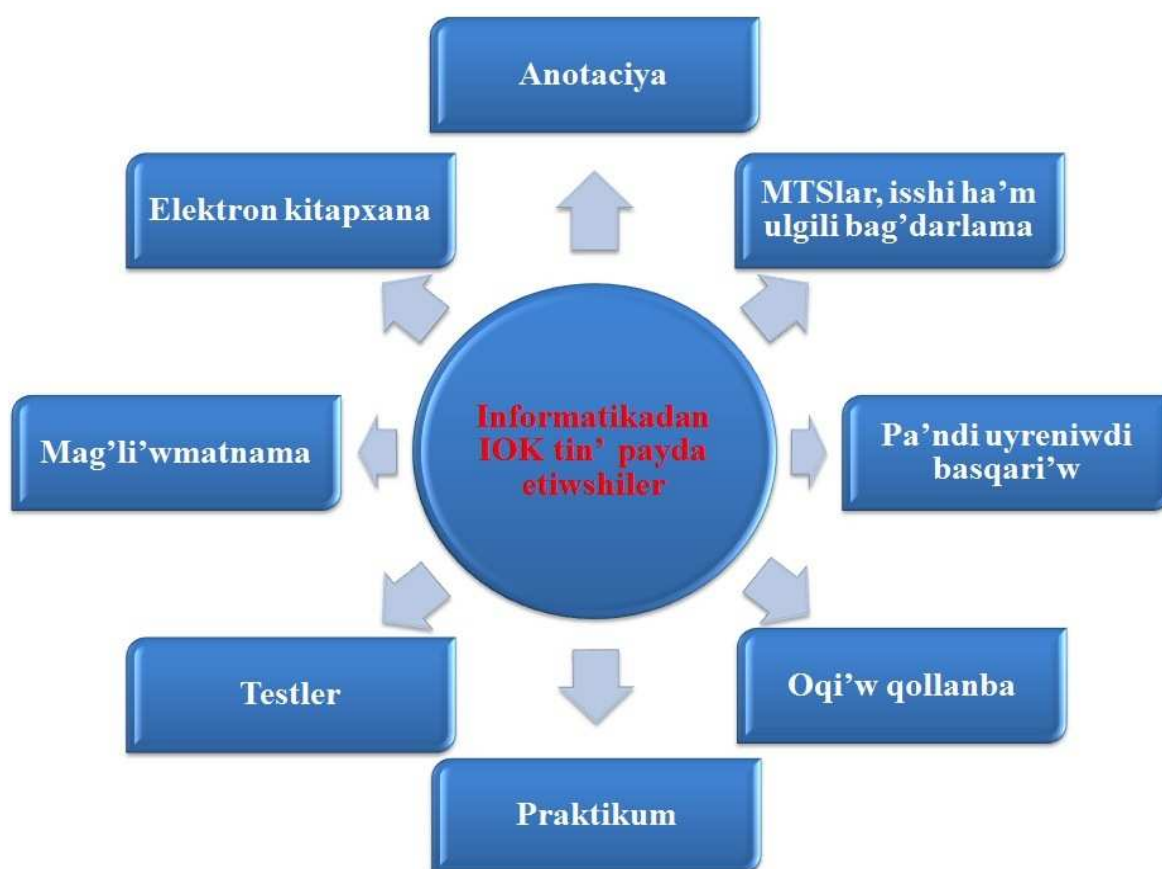 Anotaciya
Elektron kitapxana
MTSlar, isshi ha’m
ulgili bag’darlama
Informatikadan
IOK tin’ payda
etiwshiler
Mag’li’wmatnama
Pa’ndi uyreniwdi
basqari’w
Testler
Oqi’w qollanba
Praktikum